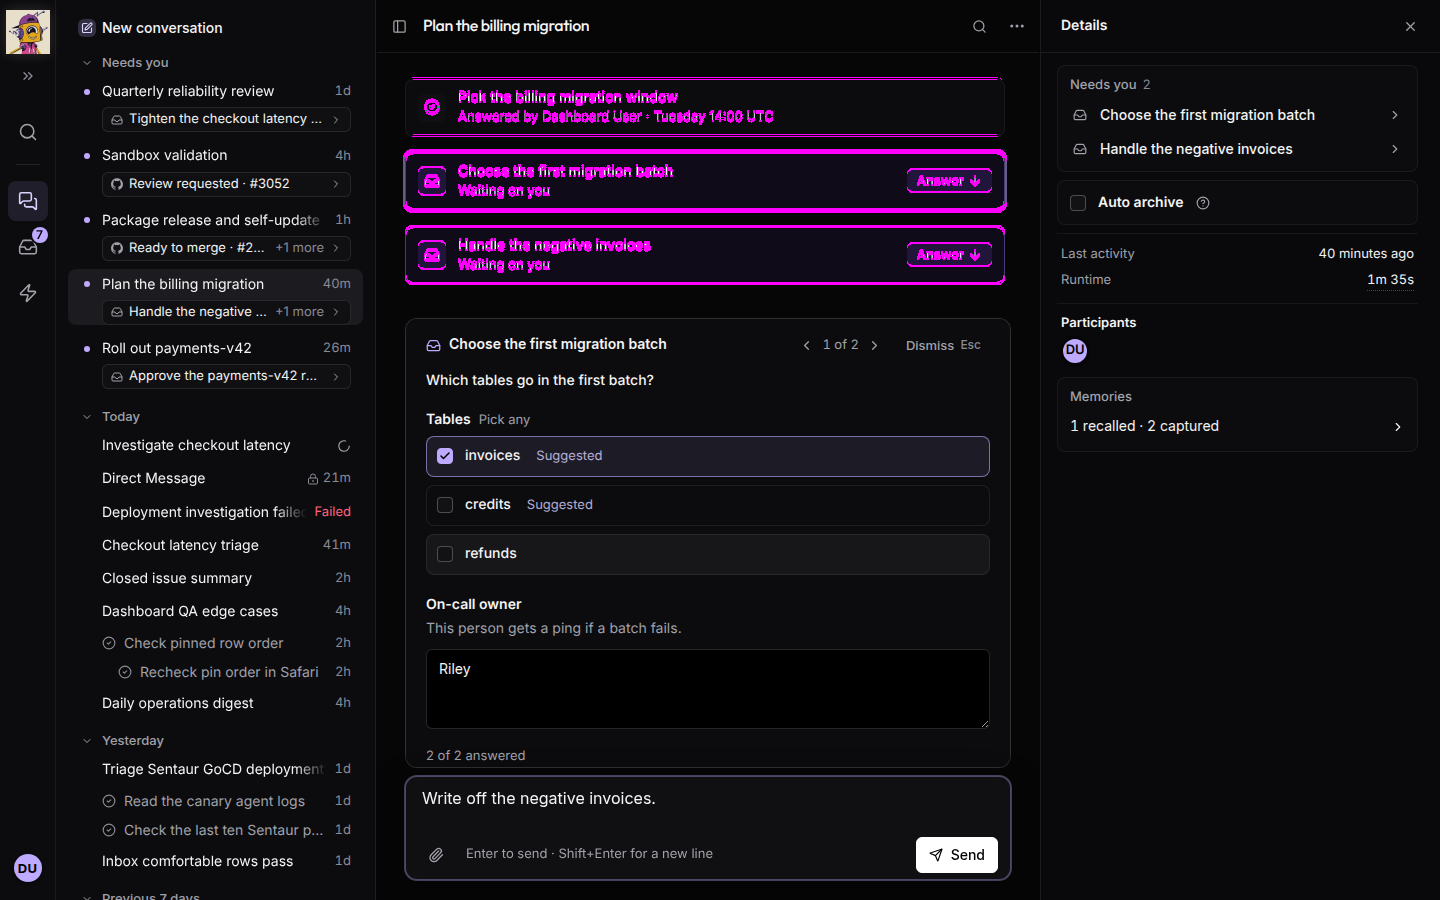 New conversation
Needs you
Quarterly reliability review 1d
Tighten the checkout latency ...
Sandbox validation 4h
Review requested · #3052
Package release and self-update 1h
Ready to merge · #2... +1 more
7
Plan the billing migration 40m
Handle the negative ... +1 more
Roll out payments-v42 26m
Approve the payments-v42 r...
Today
Investigate checkout latency
Direct Message 21m
Deployment investigation failed Failed
Checkout latency triage 41m
Closed issue summary 2h
Dashboard QA edge cases 4h
Check pinned row order 2h
Recheck pin order in Safari 2h
Daily operations digest 4h
Yesterday
Triage Sentaur GoCD deployment 1d
Read the canary agent logs 1d
Check the last ten Sentaur p... 1d
Inbox comfortable rows pass 1d
Previous 7 days
DU
Plan the billing migration
Pick the billing migration window
Answered by Dashboard User · Tuesday 14:00 UTC
Choose the first migration batch
Waiting on you
Answer
Handle the negative invoices
Waiting on you
Answer
Choose the first migration batch 1 of 2 Dismiss Esc
Which tables go in the first batch?
Tables Pick any
invoices Suggested
credits Suggested
refunds
On-call owner
This person gets a ping if a batch fails.
Riley
2 of 2 answered
Write off the negative invoices.
Enter to send · Shift+Enter for a new line
Send
Details
Needs you 2
Choose the first migration batch
Handle the negative invoices
Auto archive
Last activity 40 minutes ago
Runtime 1m 35s
Participants
DU
Memories
1 recalled · 2 captured